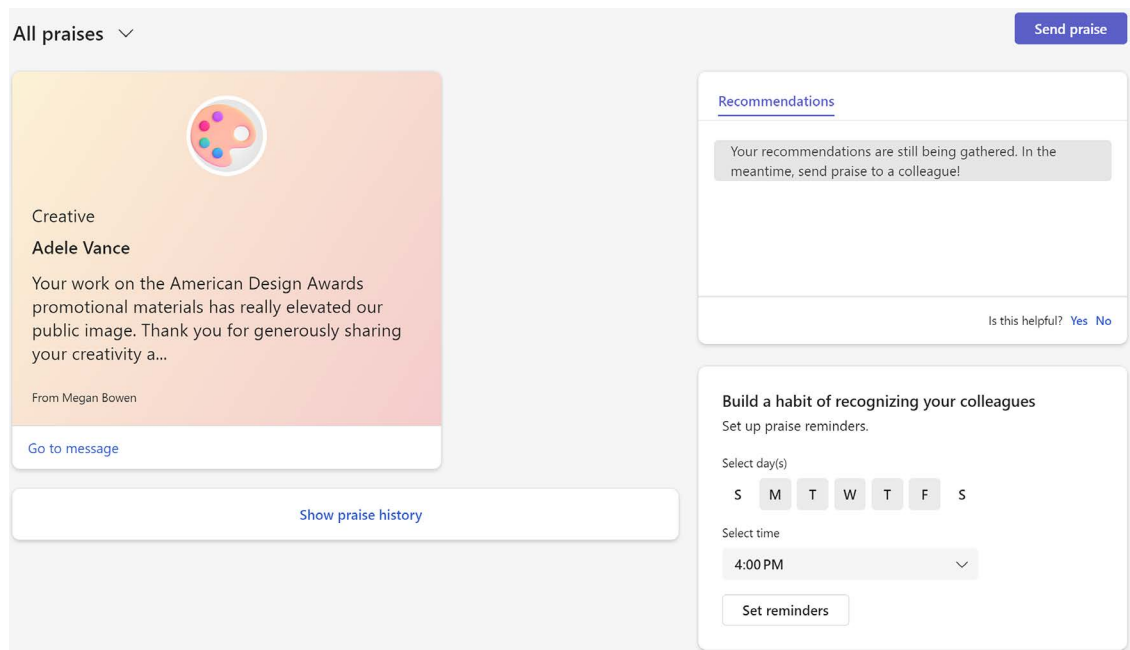 All praises
Send praise
Creative
Adele Vance
Your work on the American Design Awards
promotional materials has really elevated our
public image. Thank you for generously sharing
your creativity a...
From Megan Bowen
Go to message
Show praise history
Recommendations
Your recommendations are still being gathered. In the
meantime, send praise to a colleague!
Is this helpful? Yes No
Build a habit of recognizing your colleagues
Set up praise reminders.
Select day(s)
S M T W T F S
Select time
4:00 PM
Set reminders